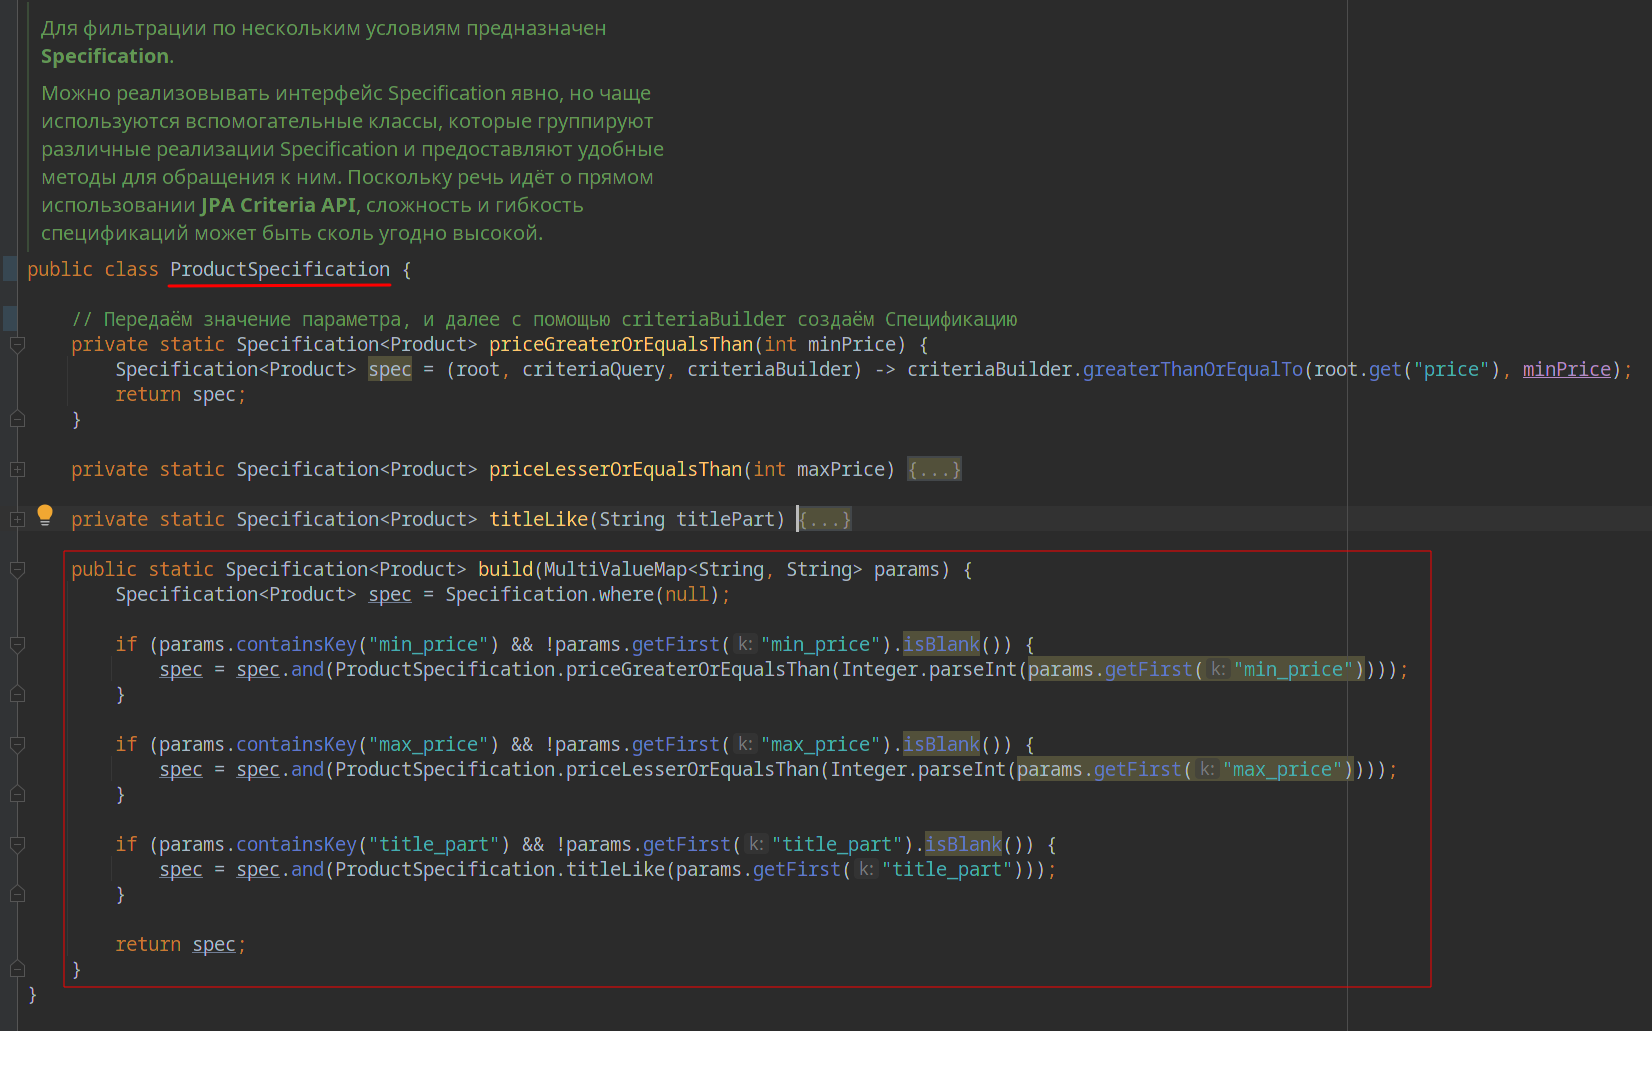 Для фильтрации по нескольким условиям предназначен
Specification.
Можно реализовывать интерфейс Specification явно, но чаще
используются вспомогательные классы, которые группируют
различные реализации Specification и предоставляют удобные
методы для обращения к ним. Поскольку речь идёт о прямом
использовании JPA Criteria API, сложность и гибкость
спецификаций может быть сколь угодно высокой.
public class ProductSpecification {
// Передаём значение параметра, и далее с помощью criteriaBuilder создаём Спецификацию
private static Specification<Product> priceGreaterOrEqualsThan(int minPrice) {
Specification<Product> spec = (root, criteriaQuery, criteriaBuilder) -> criteriaBuilder.greaterThanOrEqualTo(root.get("price"), minPrice);
return spec;
}
private static Specification<Product> priceLesserOrEqualsThan(int maxPrice) {...}
private static Specification<Product> titleLike(String titlePart) {...}
public static Specification<Product> build(MultiValueMap<String, String> params) {
Specification<Product> spec = Specification.where(null);
if (params.containsKey("min_price") && !params.getFirst( k: "min_price").isBlank()) {
spec = spec.and(ProductSpecification.priceGreaterOrEqualsThan(Integer.parseInt(params.getFirst( k: "min_price"))));
}
if (params.containsKey("max_price") && !params.getFirst( k: "max_price").isBlank()) {
spec = spec.and(ProductSpecification.priceLesserOrEqualsThan(Integer.parseInt(params.getFirst( k: "max_price"))));
}
if (params.containsKey("title_part") && !params.getFirst( k: "title_part").isBlank()) {
spec = spec.and(ProductSpecification.titleLike(params.getFirst( k: "title_part")));
}
return spec;
}
}